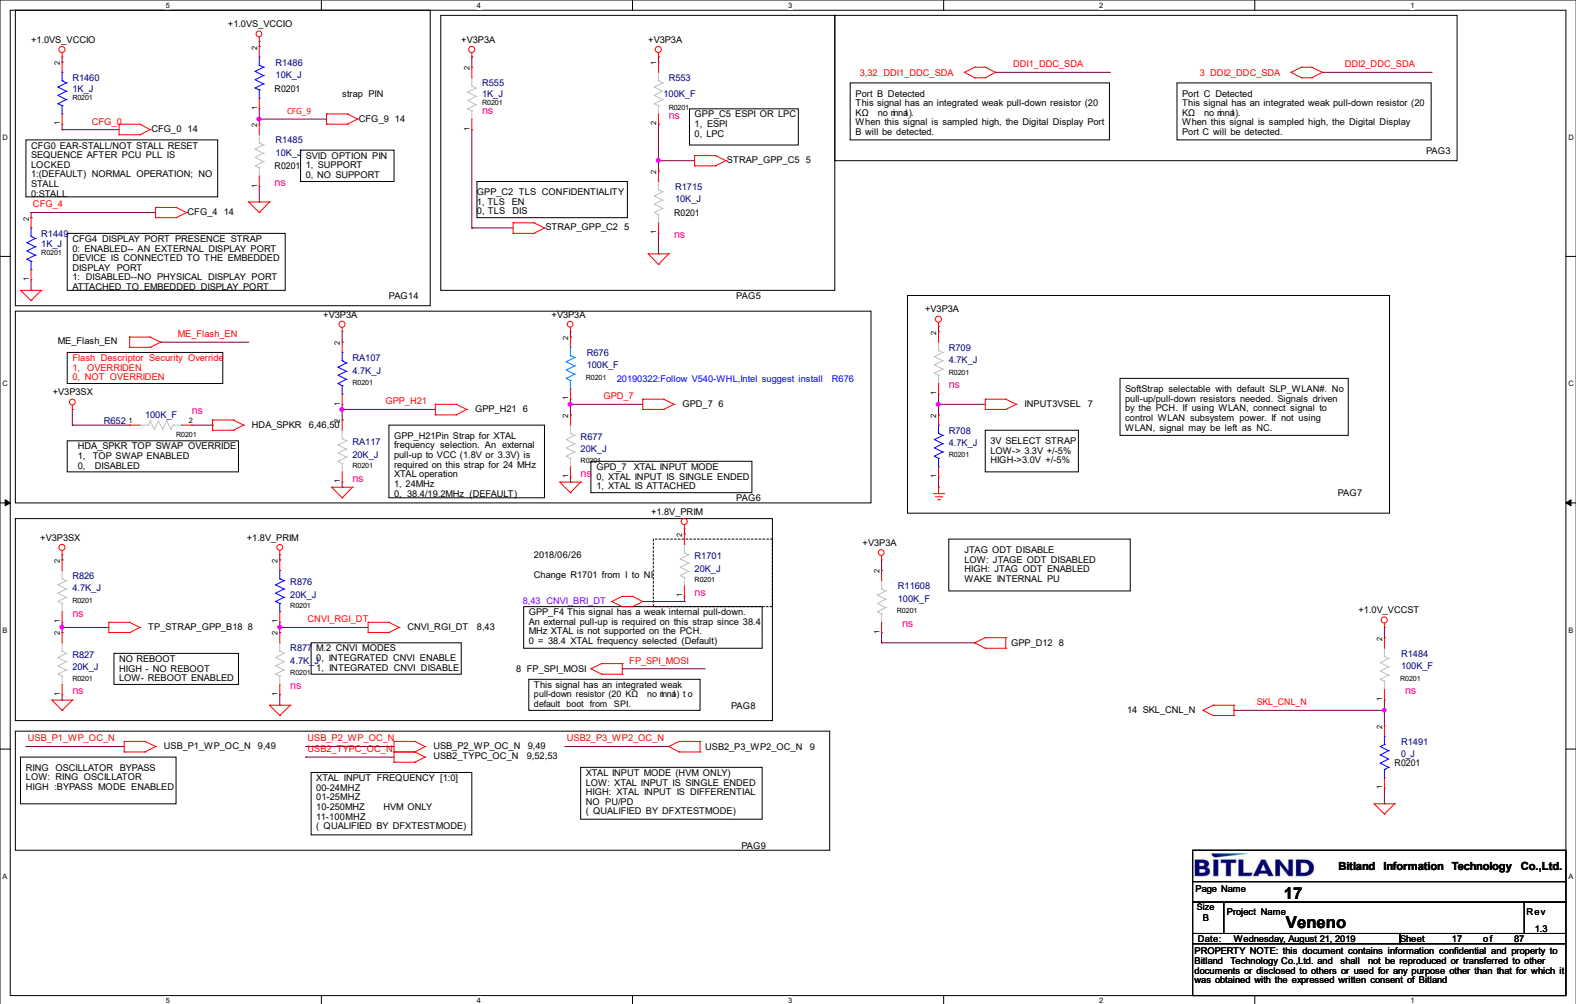 5 4 3 2 1
+1.0VS_VCCIO
R1460
1K_J
R0201
CFG_0
CFG_0 14
CFG0 EAR-STALL/NOT STALL RESET
SEQUENCE AFTER PCU PLL IS
LOCKED
1:(DEFAULT) NORMAL OPERATION; NO
STALL
0:STALL
+1.0VS_VCCIO
R1486
10K_J
R0201
strap PIN
CFG_9
CFG_9 14
R1485
10K_J
R0201
ns
SVID OPTION PIN
1, SUPPORT
0, NO SUPPORT
CFG_4
CFG_4 14
R1449
1K_J
R0201
CFG4 DISPLAY PORT PRESENCE STRAP
0: ENABLED-- AN EXTERNAL DISPLAY PORT
DEVICE IS CONNECTED TO THE EMBEDDED
DISPLAY PORT
1: DISABLED--NO PHYSICAL DISPLAY PORT
ATTACHED TO EMBEDDED DISPLAY PORT
PAG14
+V3P3A
R555
1K_J
R0201
ns
GPP_C2 TLS CONFIDENTIALITY
1, TLS EN
0, TLS DIS
STRAP_GPP_C2 5
+V3P3A
R553
100K_F
R0201
ns
GPP_C5 ESPI OR LPC
1, ESPI
0, LPC
STRAP_GPP_C5 5
R1715
10K_J
R0201
ns
PAG5
3,32 DDI1_DDC_SDA
DDI1_DDC_SDA
Port B Detected
This signal has an integrated weak pull-down resistor (20
KΩ nominal).
When this signal is sampled high, the Digital Display Port
B will be detected.
3 DDI2_DDC_SDA
DDI2_DDC_SDA
Port C Detected
This signal has an integrated weak pull-down resistor (20
KΩ nominal).
When this signal is sampled high, the Digital Display
Port C will be detected.
PAG3
ME_Flash_EN
ME_Flash_EN
Flash Descriptor Security Override
1, OVERRIDEN
0, NOT OVERRIDEN
+V3P3SX
R652
100K_F
R0201
ns
HDA_SPKR 6,46,50
HDA_SPKR TOP SWAP OVERRIDE
1, TOP SWAP ENABLED
0, DISABLED
+V3P3A
RA107
4.7K_J
R0201
GPP_H21
GPP_H21 6
RA117
20K_J
R0201
ns
GPP_H21Pin Strap for XTAL
frequency selection. An external
pull-up to VCC (1.8V or 3.3V) is
required on this strap for 24 MHz
XTAL operation
1, 24MHz
0, 38.4/19.2MHz (DEFAULT)
+V3P3A
R676
100K_F
R0201
20190322:Follow V540-WHL,Intel suggest install R676
GPD_7
GPD_7 6
R677
20K_J
R0201
ns
GPD_7 XTAL INPUT MODE
0, XTAL INPUT IS SINGLE ENDED
1, XTAL IS ATTACHED
PAG6
+V3P3A
R709
4.7K_J
R0201
ns
INPUT3VSEL 7
R708
4.7K_J
R0201
3V SELECT STRAP
LOW-> 3.3V +/-5%
HIGH->3.0V +/-5%
SoftStrap selectable with default SLP_WLAN#. No
pull-up/pull-down resistors needed. Signals driven
by the PCH. If using WLAN, connect signal to
control WLAN subsystem power. If not using
WLAN, signal may be left as NC.
PAG7
+V3P3SX
R826
4.7K_J
R0201
ns
TP_STRAP_GPP_B18 8
R827
20K_J
R0201
ns
NO REBOOT
HIGH - NO REBOOT
LOW- REBOOT ENABLED
+1.8V_PRIM
R876
20K_J
R0201
CNVI_RGI_DT
CNVI_RGI_DT 8,43
R877
4.7K_J
R0201
ns
M.2 CNVI MODES
0, INTEGRATED CNVI ENABLE
1, INTEGRATED CNVI DISABLE
2018/06/26
Change R1701 from I to NI
+1.8V_PRIM
R1701
20K_J
R0201
ns
8,43 CNVI_BRI_DT
GPP_F4 This signal has a weak internal pull-down.
An external pull-up is required on this strap since 38.4
MHz XTAL is not supported on the PCH.
0 = 38.4 XTAL frequency selected (Default)
8 FP_SPI_MOSI
FP_SPI_MOSI
This signal has an integrated weak
pull-down resistor (20 KΩ nominal) to
default boot from SPI.
PAG8
+V3P3A
R11608
100K_F
R0201
ns
GPP_D12 8
JTAG ODT DISABLE
LOW: JTAGE ODT DISABLED
HIGH: JTAG ODT ENABLED
WAKE INTERNAL PU
+1.0V_VCCST
R1484
100K_F
R0201
ns
14 SKL_CNL_N
SKL_CNL_N
R1491
0_J
R0201
USB_P1_WP_OC_N
USB_P1_WP_OC_N 9,49
RING OSCILLATOR BYPASS
LOW: RING OSCILLATOR
HIGH :BYPASS MODE ENABLED
USB_P2_WP_OC_N
USB_P2_WP_OC_N 9,49
USB2_TYPC_OC_N
USB2_TYPC_OC_N 9,52,53
XTAL INPUT FREQUENCY [1:0]
00-24MHZ
01-25MHZ
10-250MHZ HVM ONLY
11-100MHZ
( QUALIFIED BY DFXTESTMODE)
USB2_P3_WP2_OC_N
USB2_P3_WP2_OC_N 9
XTAL INPUT MODE (HVM ONLY)
LOW: XTAL INPUT IS SINGLE ENDED
HIGH: XTAL INPUT IS DIFFERENTIAL
NO PU/PD
( QUALIFIED BY DFXTESTMODE)
PAG9
BITLAND Bitland Information Technology Co.,Ltd.
Page Name 17
Size
B
Project Name Veneno
Rev
1.3
Date: Wednesday, August 21, 2019 Sheet 17 of 87
PROPERTY NOTE: this document contains information confidential and property to
Bitland Technology Co.,Ltd. and shall not be reproduced or transferred to other
documents or disclosed to others or used for any purpose other than that for which it
was obtained with the expressed written consent of Bitland
5 4 3 2 1